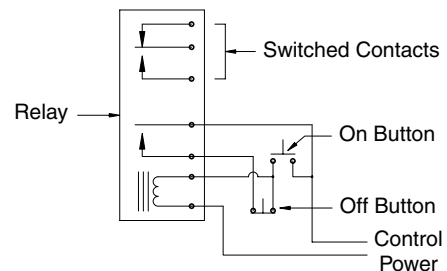 Switched Contacts
Relay
On Button
Off Button
Control
Power